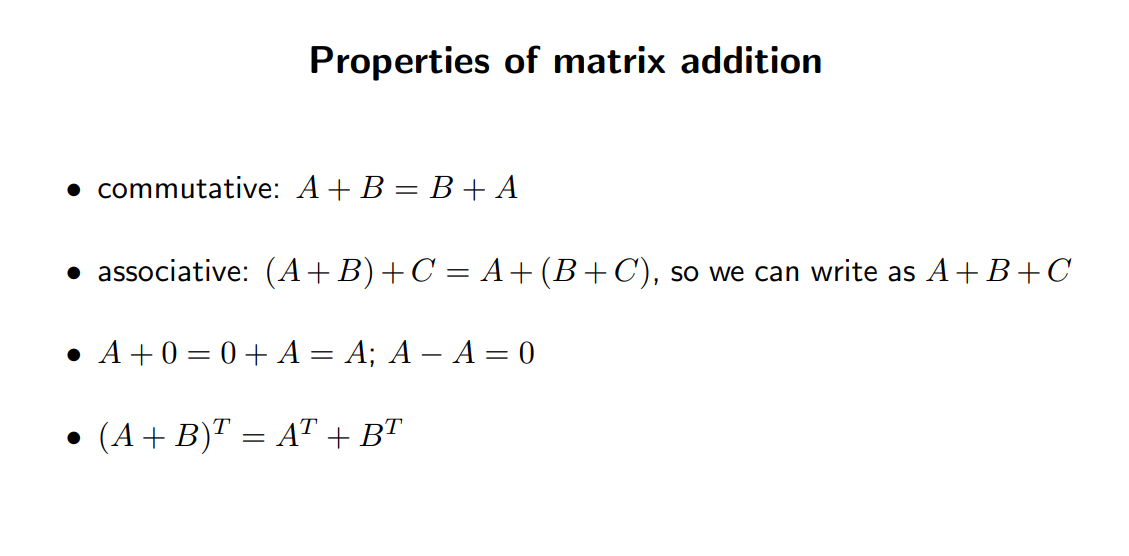 Properties of matrix addition
• commutative: A + B = B + A
• associative: (A + B) + C = A + (B + C), so we can write as A + B + C
• A + 0 = 0 + A = A; A − A = 0
• (A + B)^T = A^T + B^T